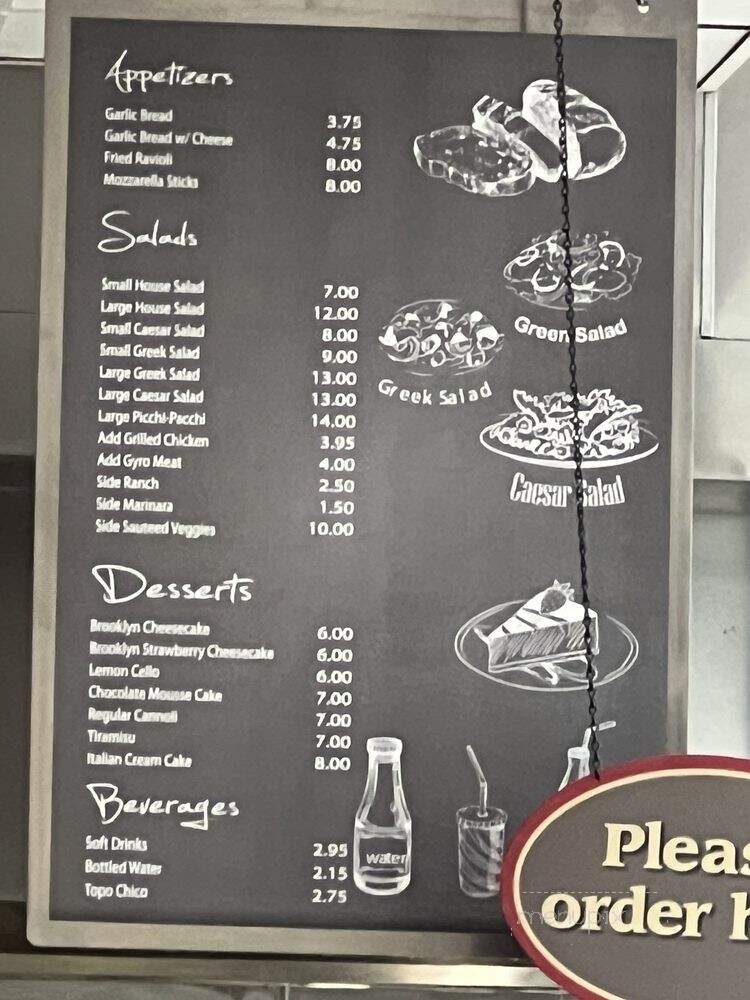 Appetizers
Garlic Bread 3.75
Garlic Bread w/ Cheese 4.75
Fried Ravioli 8.00
Mozzarella Sticks 8.00
Salads
Small House Salad 7.00
Large House Salad 12.00
Small Caesar Salad 8.00
Small Greek Salad 9.00
Large Greek Salad 13.00
Large Caesar Salad 13.00
Large Picchi-Pacchi 14.00
Add Grilled Chicken 3.95
Add Gyro Meat 4.00
Side Ranch 2.50
Side Marinara 1.50
Side Sauteed Veggies 10.00
Green Salad
Greek Salad
Caesar Salad
Desserts
Brooklyn Cheesecake 6.00
Brooklyn Strawberry Cheesecake 6.00
Lemon Cello 6.00
Chocolate Mousse Cake 7.00
Regular Cannoli 7.00
Tiramisu 7.00
Italian Cream Cake 8.00
Beverages
Soft Drinks 2.95
Bottled Water 2.15
Topo Chico 2.75
water
Pleas
order h